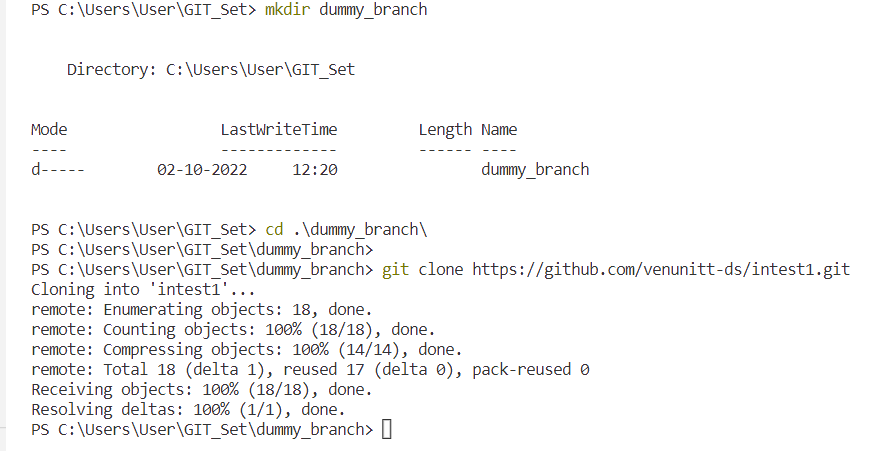 PS C:\Users\User\GIT_Set> mkdir dummy_branch
Directory: C:\Users\User\GIT_Set
Mode LastWriteTime Length Name
---- ------------- ------ ----
d----- 02-10-2022 12:20 dummy_branch
PS C:\Users\User\GIT_Set> cd .\dummy_branch\
PS C:\Users\User\GIT_Set\dummy_branch>
PS C:\Users\User\GIT_Set\dummy_branch> git clone https://github.com/venunitt-ds/intest1.git
Cloning into 'intest1'...
remote: Enumerating objects: 18, done.
remote: Counting objects: 100% (18/18), done.
remote: Compressing objects: 100% (14/14), done.
remote: Total 18 (delta 1), reused 17 (delta 0), pack-reused 0
Receiving objects: 100% (18/18), done.
Resolving deltas: 100% (1/1), done.
PS C:\Users\User\GIT_Set\dummy_branch>